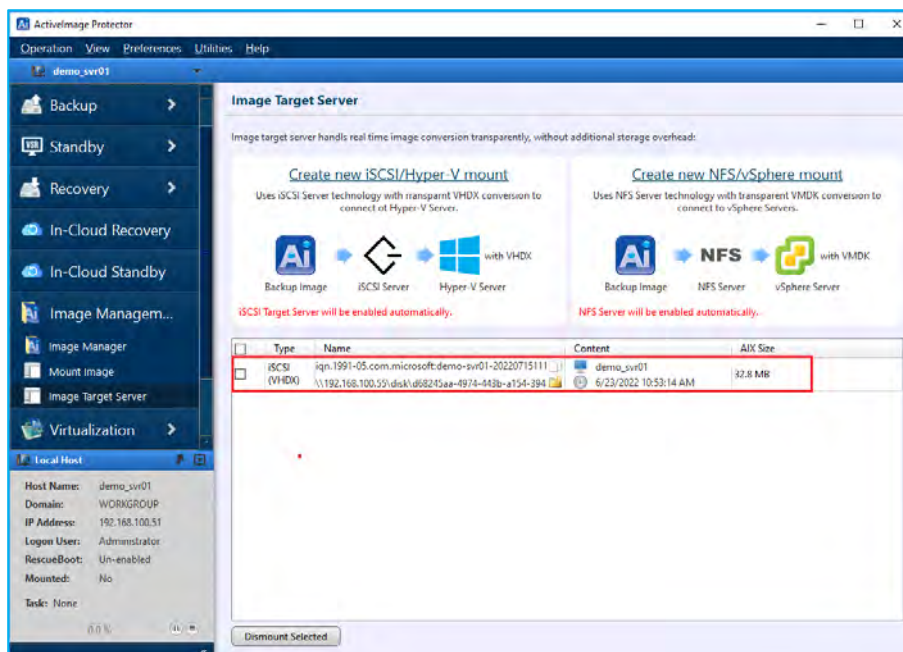 ActiveImage Protector
Operation View Preferences Utilities Help
demo_svr01
Backup
Standby
Recovery
In-Cloud Recovery
In-Cloud Standby
Image Managem...
Image Manager
Mount Image
Image Target Server
Virtualization
Local Host
Host Name: demo_svr01
Domain: WORKGROUP
IP Address: 192.168.100.51
Logon User: Administrator
RescueBoot: Un-enabled
Mounted: No
Task: None
0.0 %
Image Target Server
Image target server handls real time image conversion transparently, without additional storage overhead:
Create new iSCSI/Hyper-V mount
Uses iSCSI Server technology with transparnt VHDX conversion to
connect ot Hyper-V Server.
Ai
with VHDX
Backup Image iSCSI Server Hyper-V Server
iSCSI Target Server will be enabled automatically.
Create new NFS/vSphere mount
Uses NFS Server technology with transparent VMDK conversion to
connect to vSphere Servers.
Ai NFS with VMDK
Backup Image NFS Server vSphere Server
NFS Server will be enabled automatically.
Type Name Content AIX Size
iSCSI
(VHDX)
iqn.1991-05.com.microsoft:demo-svr01-20220715111
\\192.168.100.55\disk\d68245aa-4974-443b-a154-394
demo_svr01
6/23/2022 10:53:14 AM
32.8 MB
Dismount Selected